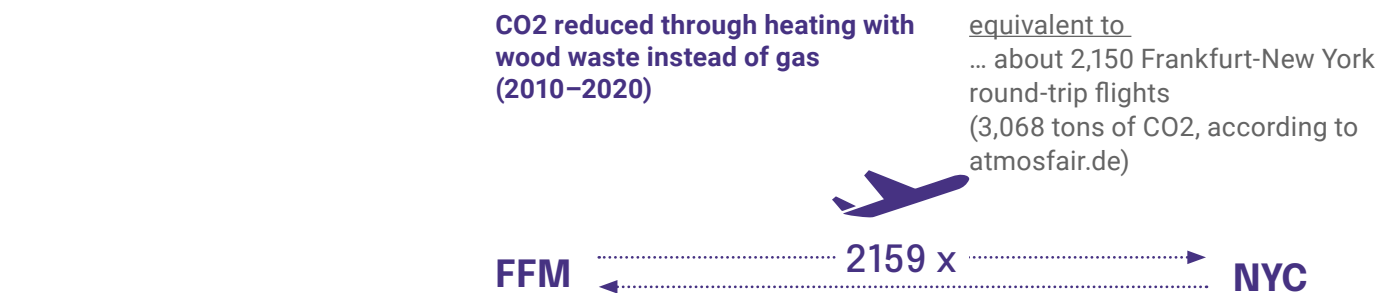 CO2 reduced through heating with
wood waste instead of gas
(2010–2020)
equivalent to
... about 2,150 Frankfurt-New York
round-trip flights
(3,068 tons of CO2, according to
atmosfair.de)
FFM 2159 x NYC